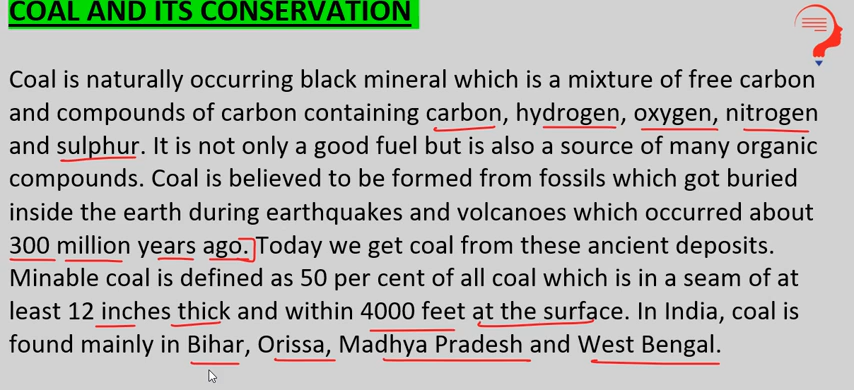 COAL AND ITS CONSERVATION
Coal is naturally occurring black mineral which is a mixture of free carbon
and compounds of carbon containing carbon, hydrogen, oxygen, nitrogen
and sulphur. It is not only a good fuel but is also a source of many organic
compounds. Coal is believed to be formed from fossils which got buried
inside the earth during earthquakes and volcanoes which occurred about
300 million years ago. Today we get coal from these ancient deposits.
Minable coal is defined as 50 per cent of all coal which is in a seam of at
least 12 inches thick and within 4000 feet at the surface. In India, coal is
found mainly in Bihar, Orissa, Madhya Pradesh and West Bengal.